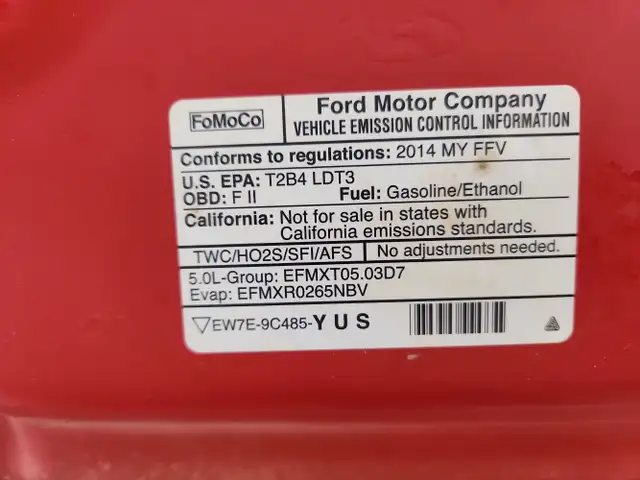 FoMoCo
Ford Motor Company
VEHICLE EMISSION CONTROL INFORMATION
Conforms to regulations: 2014 MY FFV
U.S. EPA: T2B4 LDT3
OBD: F II Fuel: Gasoline/Ethanol
California: Not for sale in states with
California emissions standards.
TWC/HO2S/SFI/AFS No adjustments needed.
5.0L-Group: EFMXT05.03D7
Evap: EFMXR0265NBV
EW7E-9C485-YUS